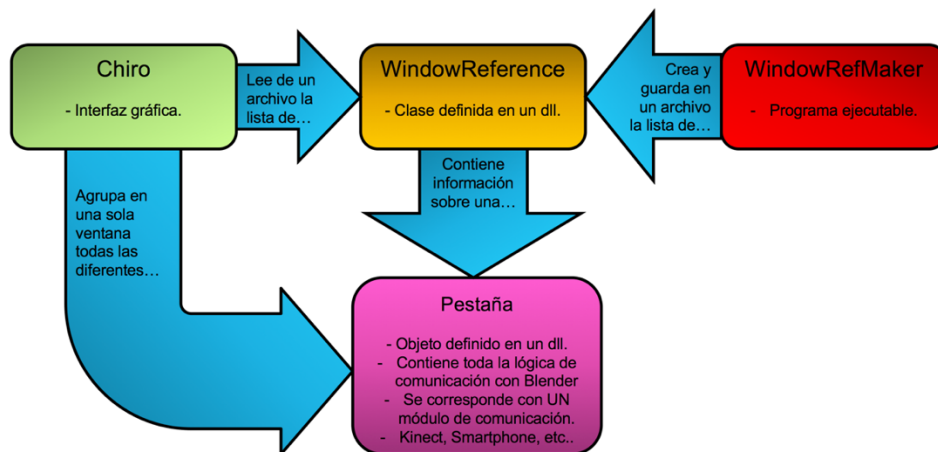 Chiro
- Interfaz gráfica.
Lee de un
archivo la
lista de…
WindowReference
- Clase definida en un dll.
Crea y
guarda en
un archivo
la lista de…
WindowRefMaker
- Programa ejecutable.
Agrupa en
una sola
ventana
todas las
diferentes…
Contiene
información
sobre una…
Pestaña
- Objeto definido en un dll.
- Contiene toda la lógica de
comunicación con Blender
- Se corresponde con UN
módulo de comunicación.
- Kinect, Smartphone, etc..